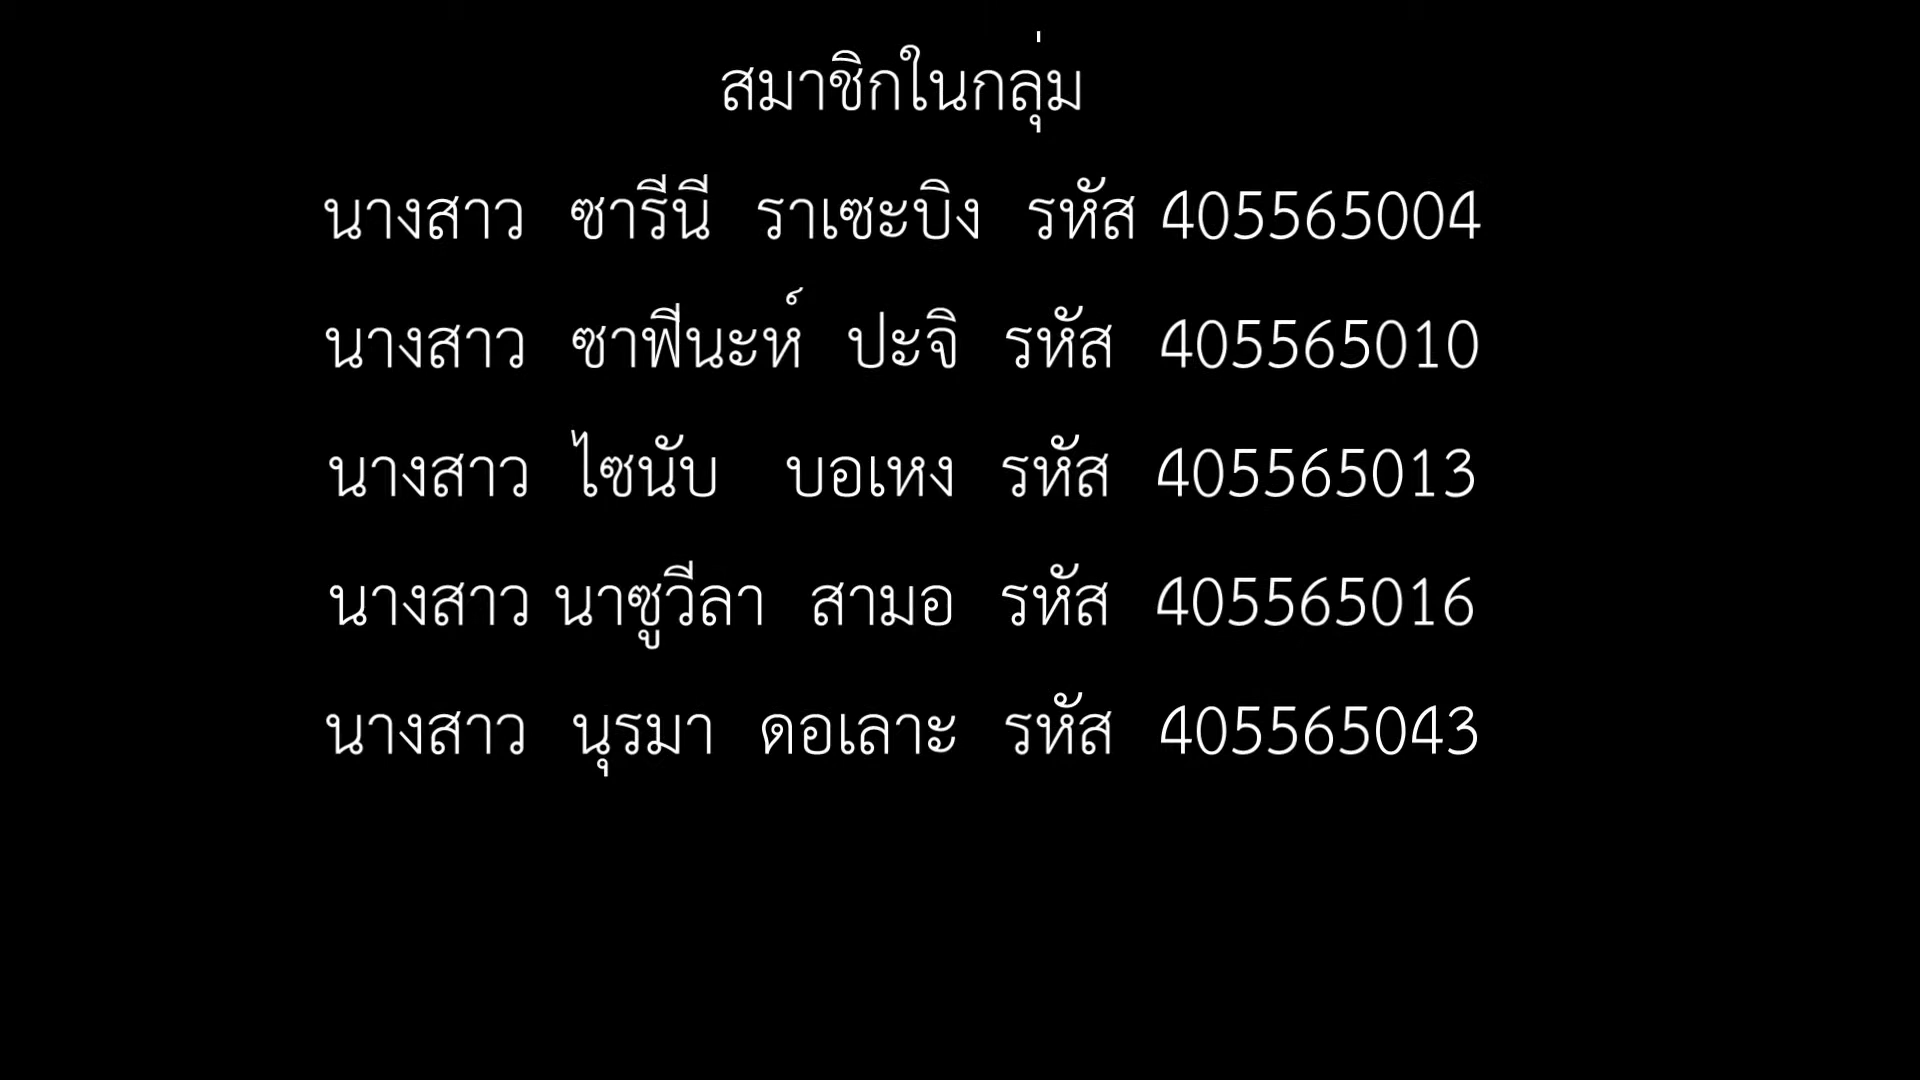 สมาชิกในกลุ่ม
นางสาว ซารีนี ราเซะบิง รหัส 405565004
นางสาว ซาฟีนะห์ ปะจิ รหัส 405565010
นางสาว ไซนับ บอเหง รหัส 405565013
นางสาว นาซูวีลา สามอ รหัส 405565016
นางสาว นุรมา ดอเลาะ รหัส 405565043